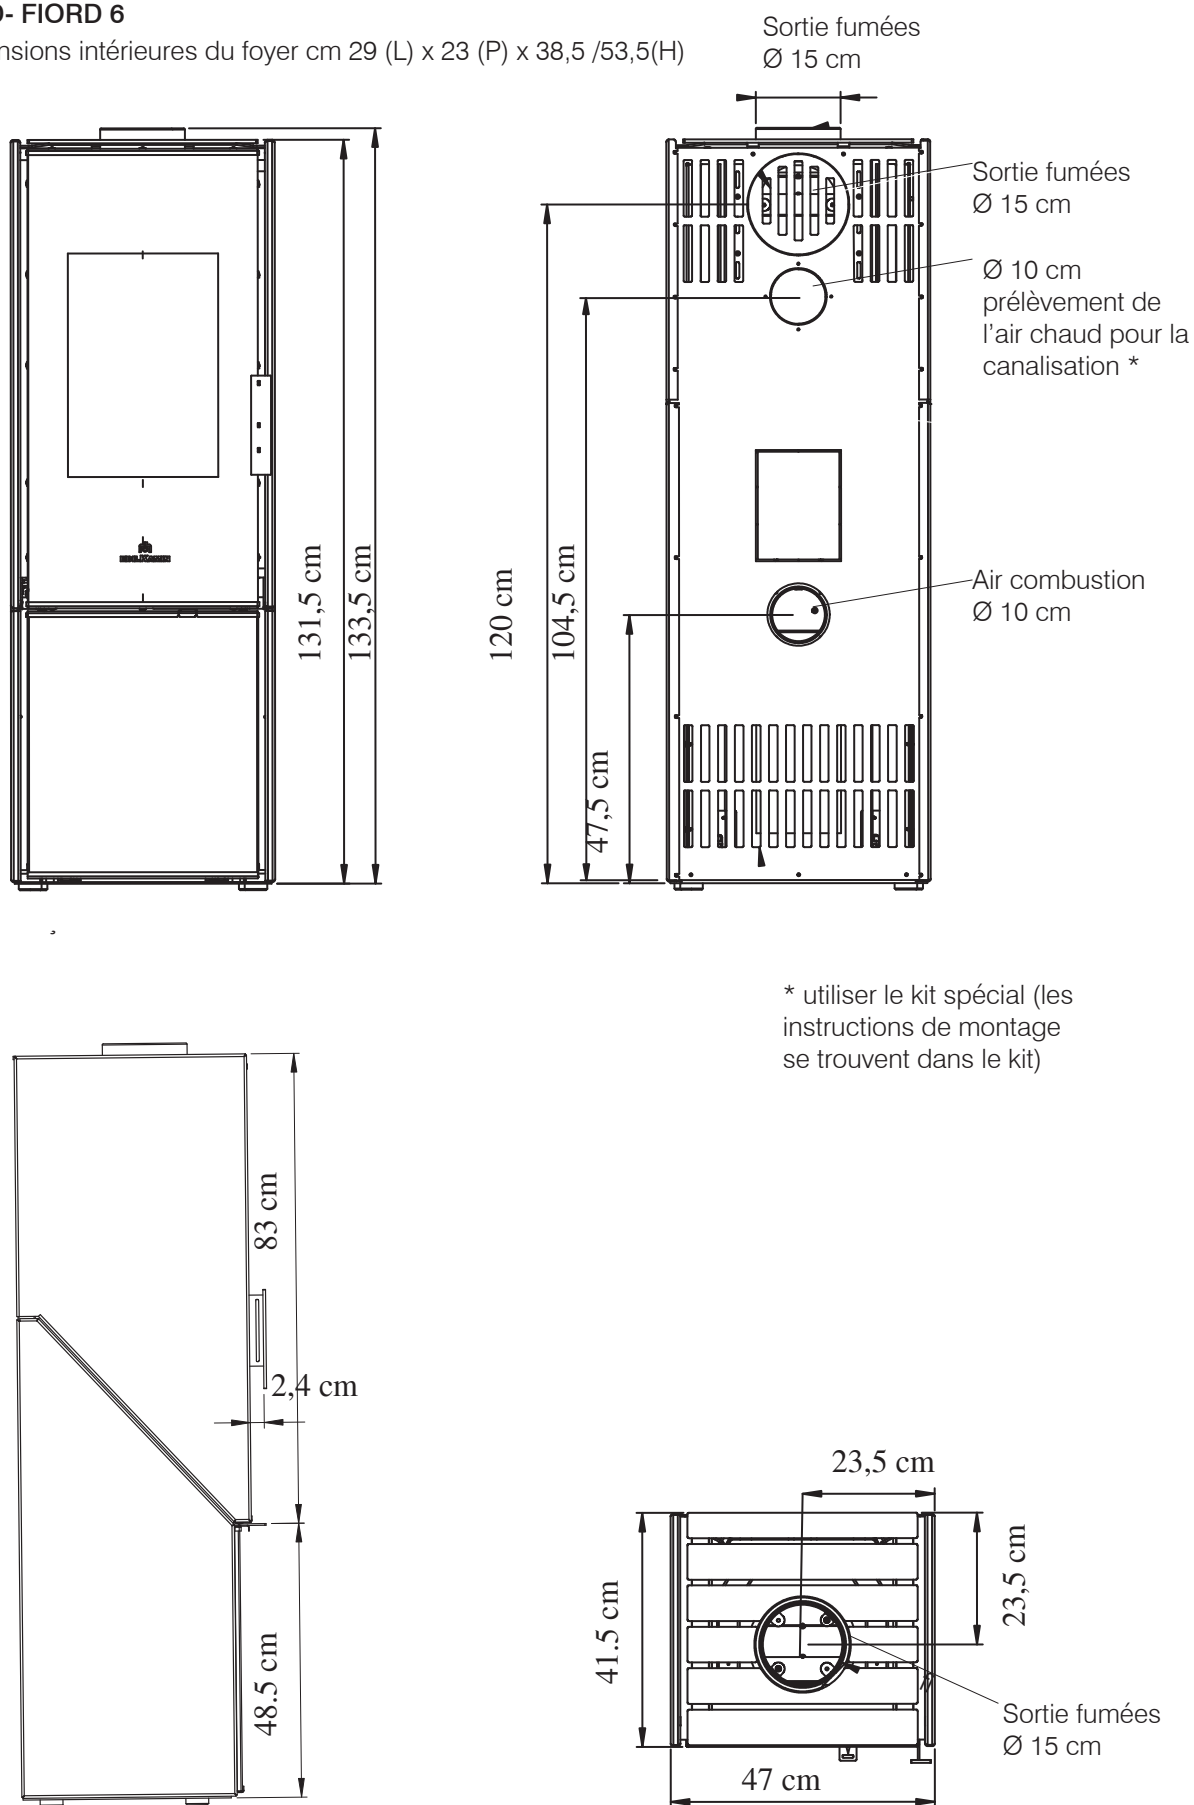 - FIORD 6
nsions intérieures du foyer cm 29 (L) x 23 (P) x 38,5 /53,5(H)
Sortie fumées
Ø 15 cm
Sortie fumées
Ø 15 cm
Ø 10 cm
prélèvement de
l'air chaud pour la
canalisation *
131,5 cm
133,5 cm
120 cm
104,5 cm
47,5 cm
Air combustion
Ø 10 cm
* utiliser le kit spécial (les
instructions de montage
se trouvent dans le kit)
83 cm
2,4 cm
48.5 cm
23,5 cm
41.5 cm
23,5 cm
47 cm
Sortie fumées
Ø 15 cm